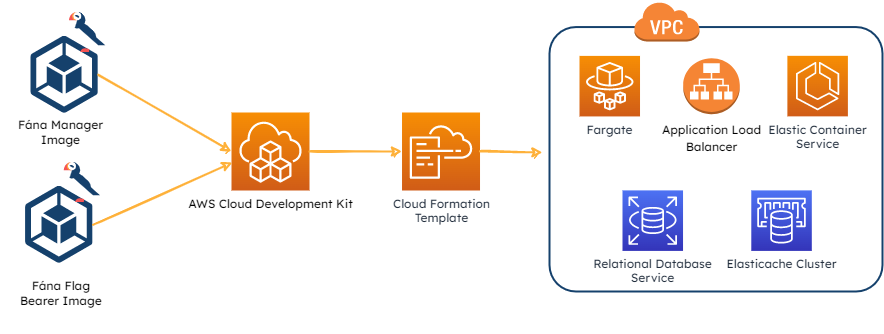 VPC
Fána Manager
Image
Fána Flag
Bearer Image
AWS Cloud Development Kit
Cloud Formation
Template
Fargate
Application Load
Balancer
Elastic Container
Service
Relational Database
Service
Elasticache Cluster